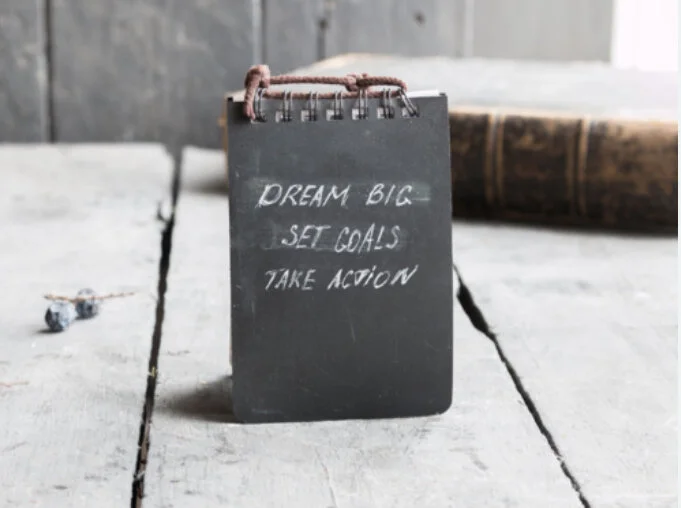 DREAM BIG
SET GOALS
TAKE ACTiON